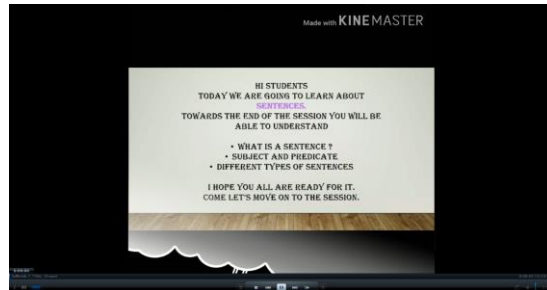 Made with KINEMASTER
HI STUDENTS
TODAY WE ARE GOING TO LEARN ABOUT
SENTENCES.
TOWARDS THE END OF THE SESSION YOU WILL BE
ABLE TO UNDERSTAND
• WHAT IS A SENTENCE ?
• SUBJECT AND PREDICATE
• DIFFERENT TYPES OF SENTENCES
I HOPE YOU ALL ARE READY FOR IT.
COME LET'S MOVE ON TO THE SESSION.